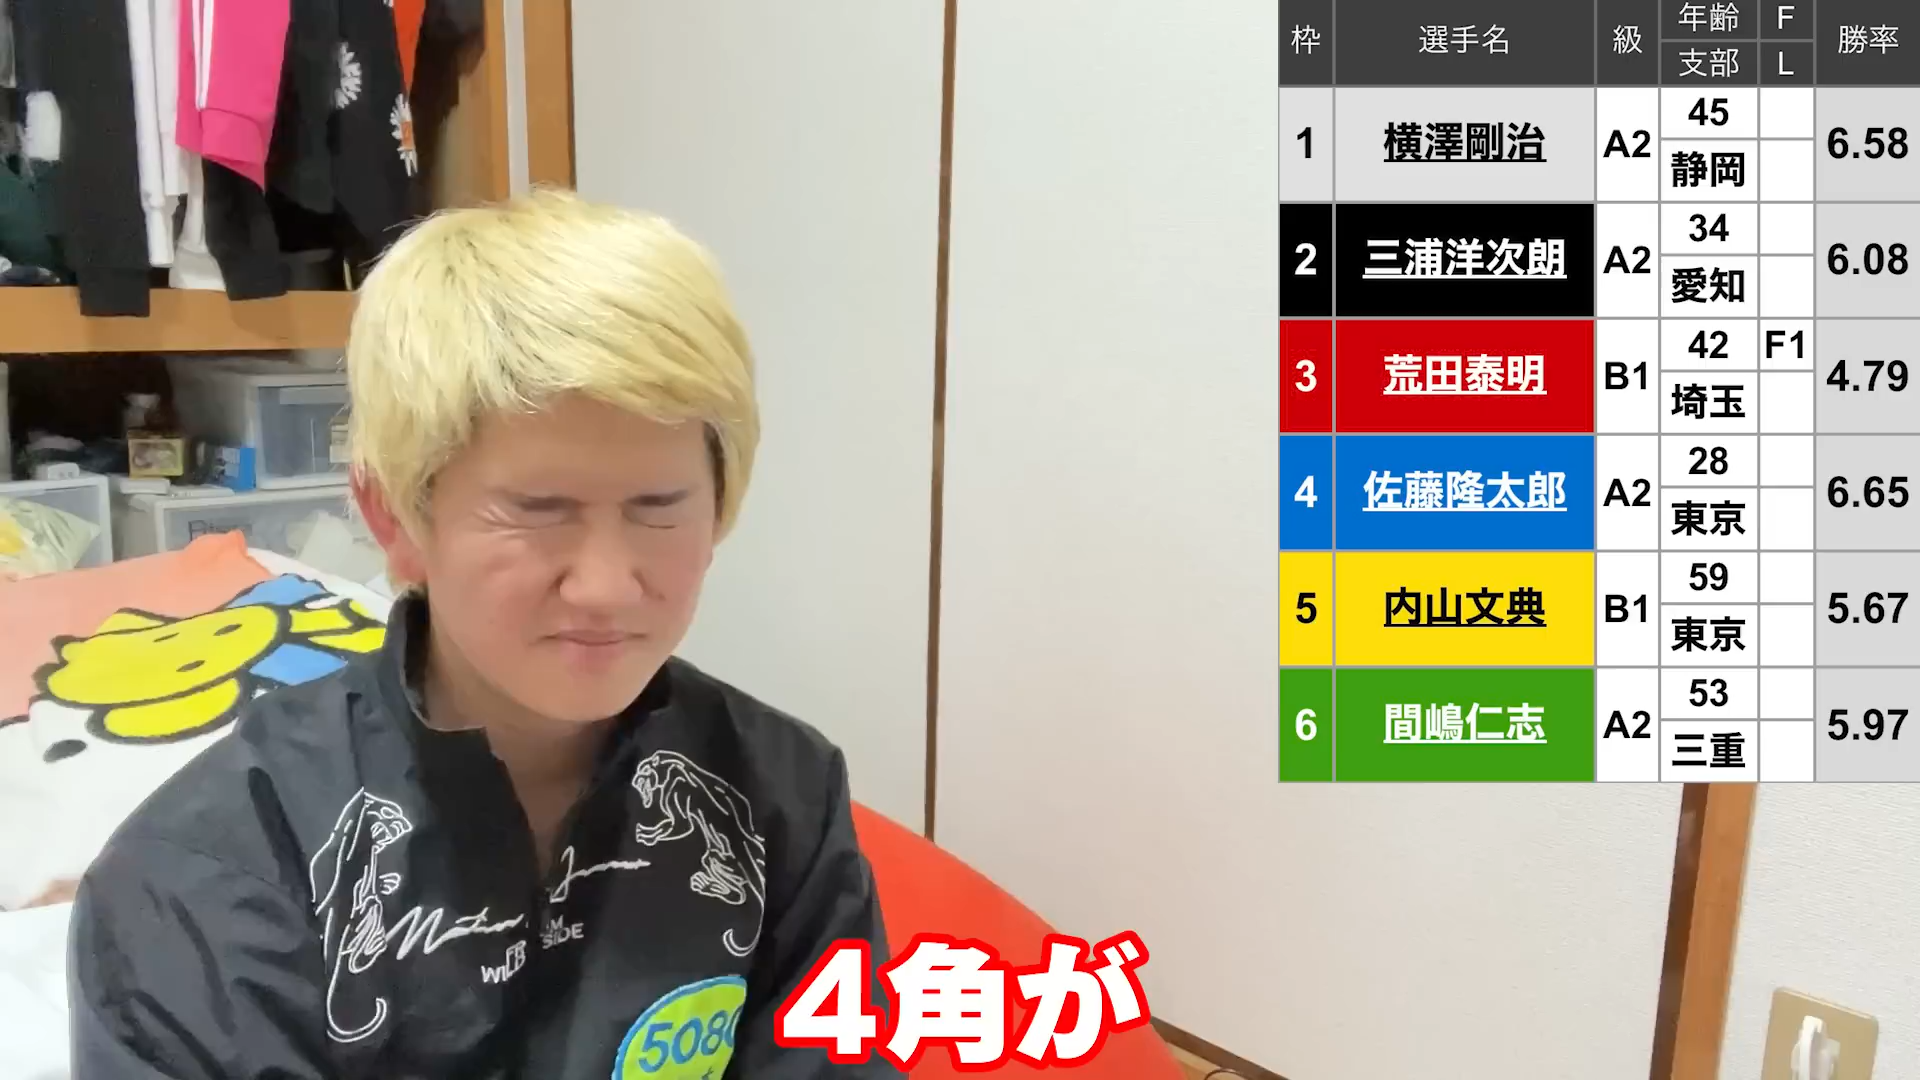 枠 選手名 級 年齢 F 勝率
支部 L
1 横澤剛治 A2 45 6.58
静岡
2 三浦洋次朗 A2 34 6.08
愛知
3 荒田泰明 B1 42 F1 4.79
埼玉
4 佐藤隆太郎 A2 28 6.65
東京
5 内山文典 B1 59 5.67
東京
6 間嶋仁志 A2 53 5.97
三重
5080
4角が